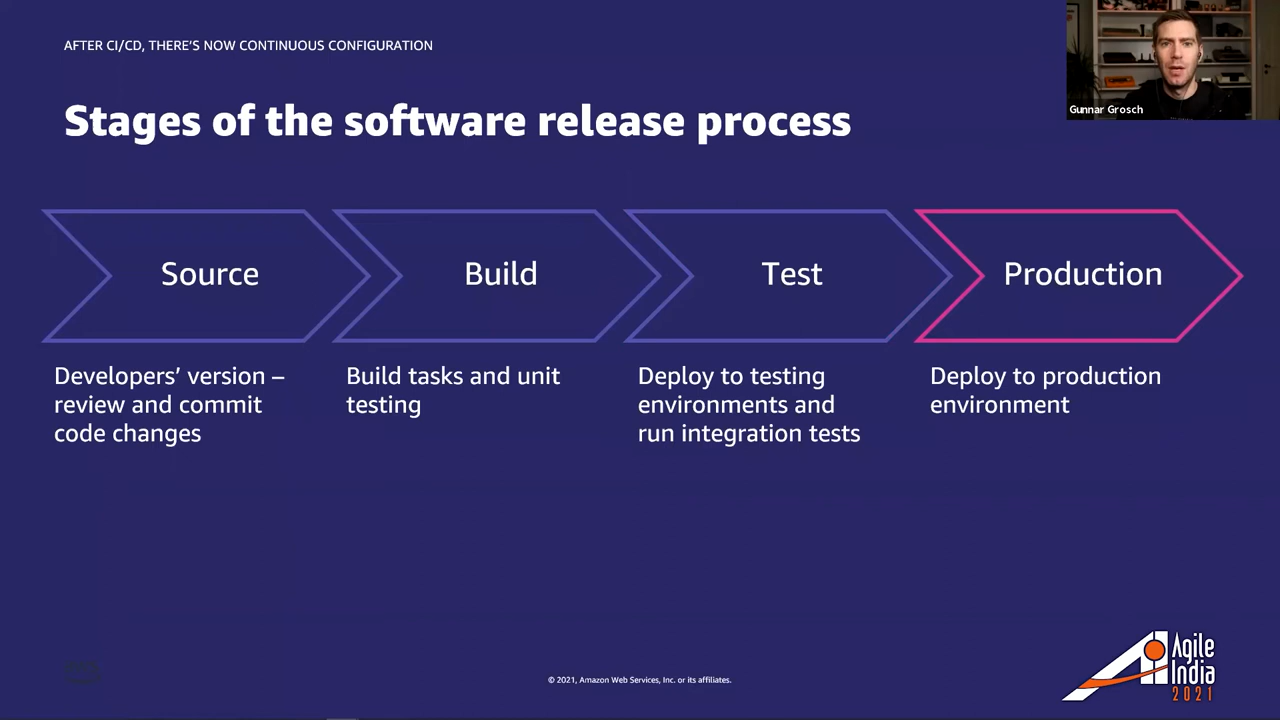 AFTER CI/CD, THERE'S NOW CONTINUOUS CONFIGURATION
Gunnar Grosch
Stages of the software release process
Source
Build
Test
Production
Developers' version –
review and commit
code changes
Build tasks and unit
testing
Deploy to testing
environments and
run integration tests
Deploy to production
environment
© 2021, Amazon Web Services, Inc. or its affiliates.
Agile
India
2021